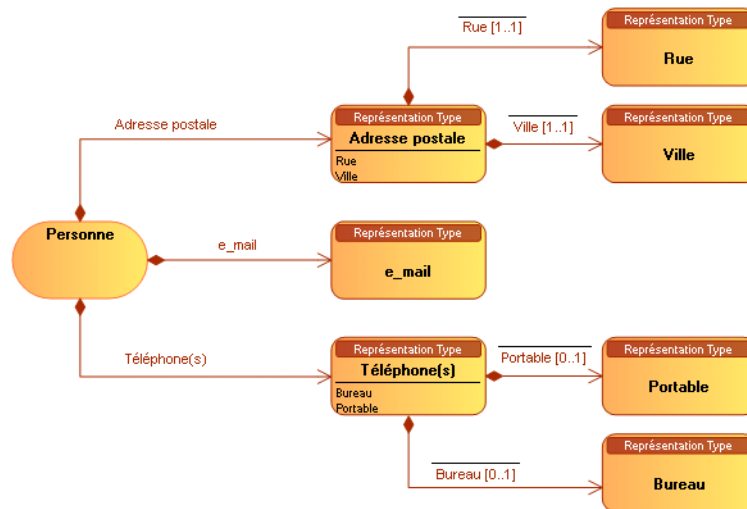 Rue [1..1]
Représentation Type
Rue
Adresse postale
Représentation Type
Adresse postale
Rue
Ville
Ville [1..1]
Représentation Type
Ville
Personne
e_mail
Représentation Type
e_mail
Téléphone(s)
Représentation Type
Téléphone(s)
Bureau
Portable
Portable [0..1]
Représentation Type
Portable
Bureau [0..1]
Représentation Type
Bureau